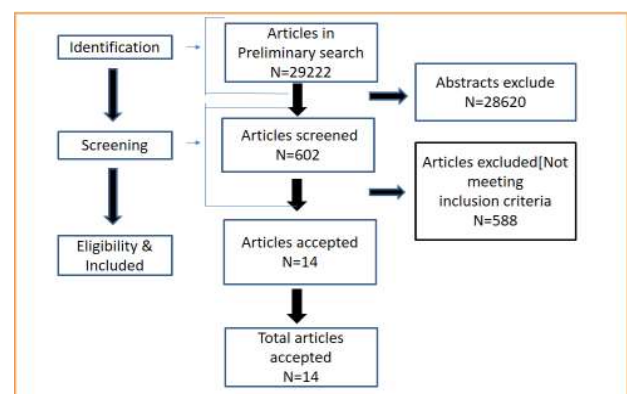 Identification
Articles in
Preliminary search
N=29222
Abstracts exclude
N=28620
Screening
Articles screened
N=602
Articles excluded[Not
meeting
inclusion criteria
N=588
Eligibility &
Included
Articles accepted
N=14
Total articles
accepted
N=14